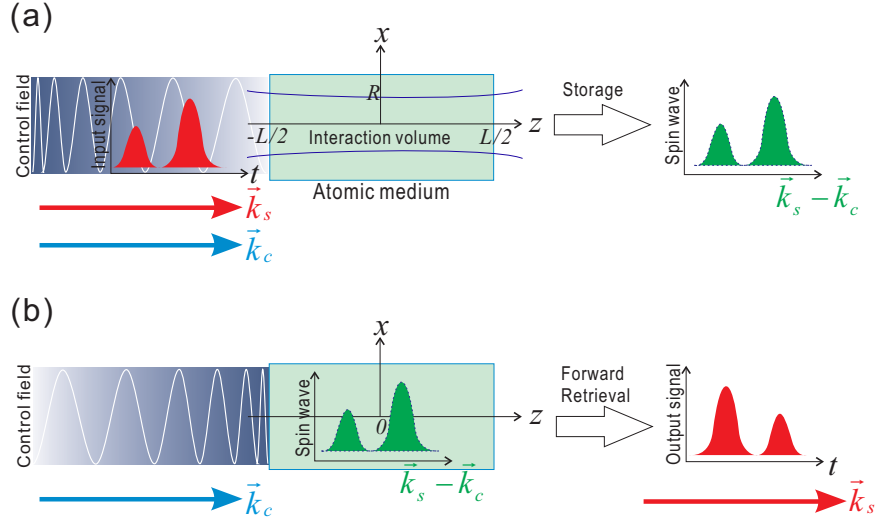 (a)
x
Control field
Input signal
R
-L/2
Interaction volume
L/2
z
t
Atomic medium
Storage
Spin wave
k_s
k_s − k_c
k_c
(b)
x
Control field
Spin wave
0
z
Forward
Retrieval
Output signal
t
k_s − k_c
k_c
k_s